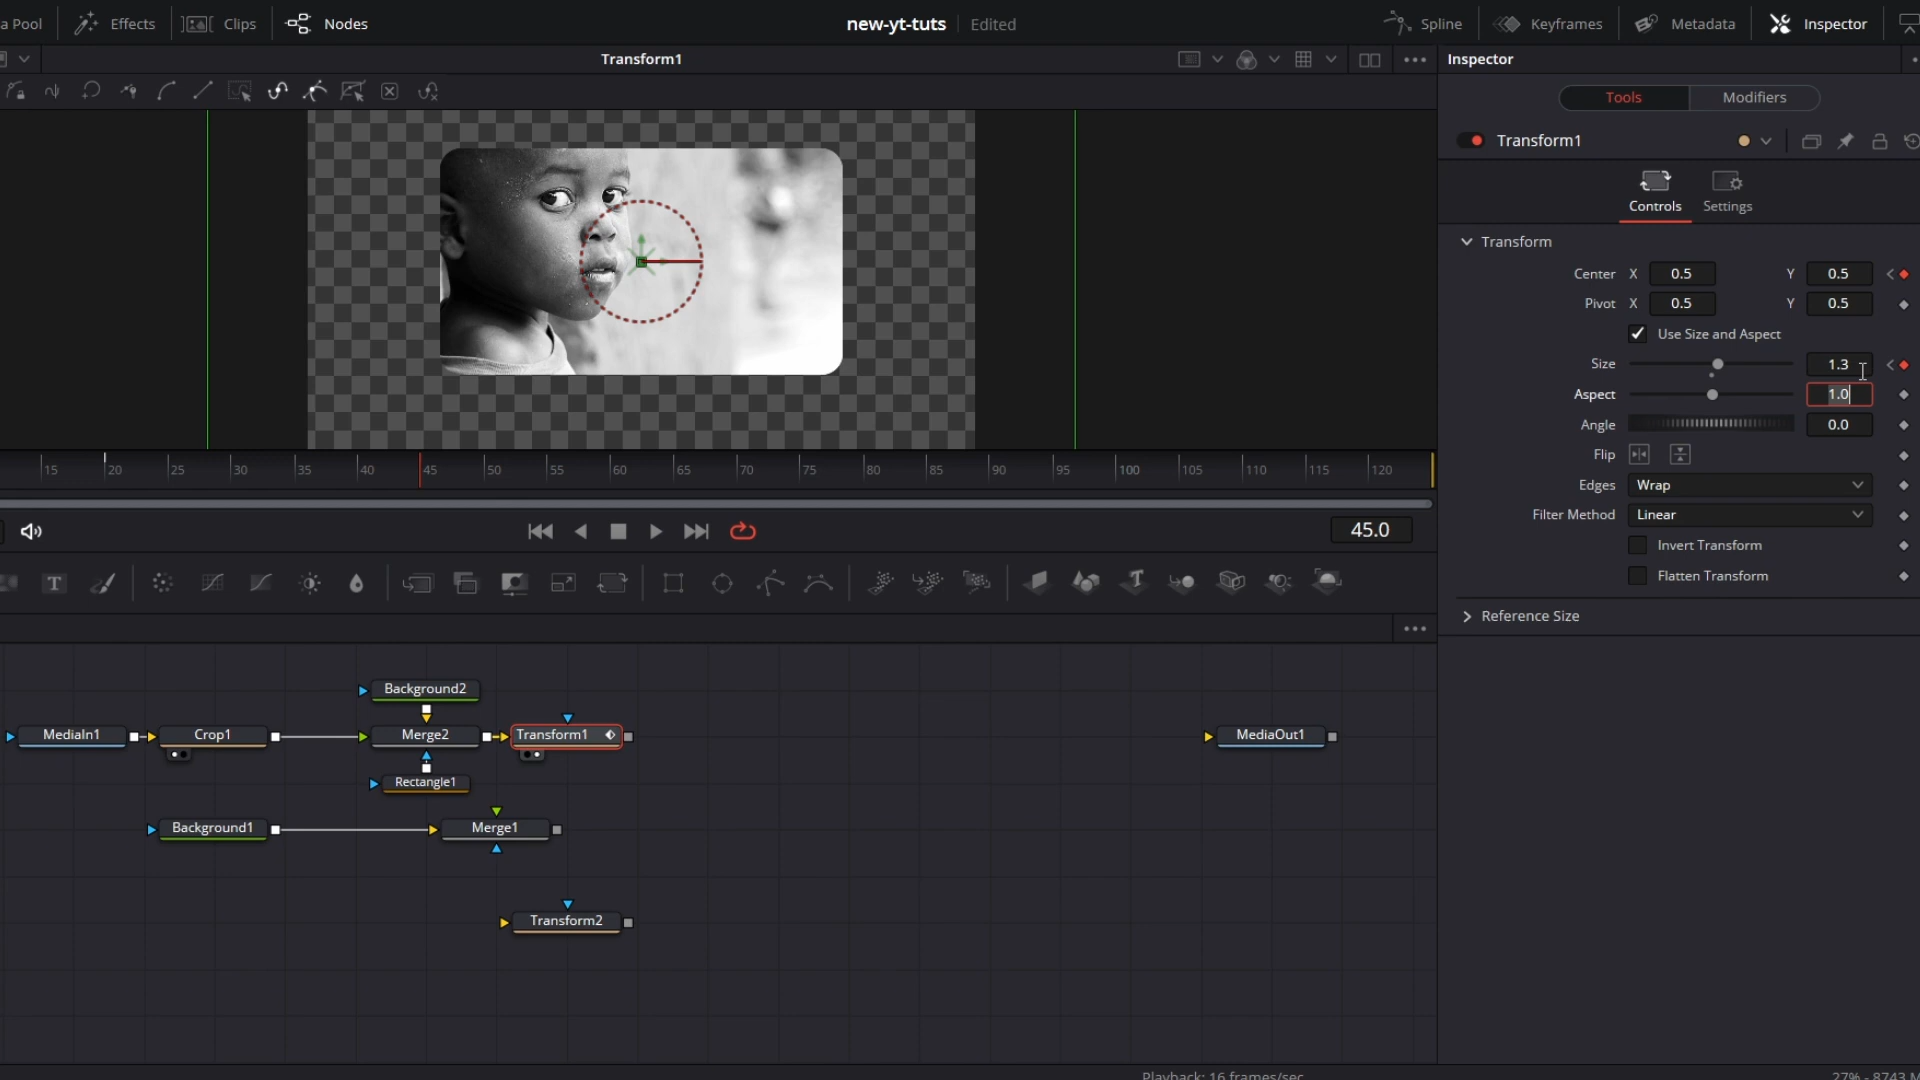 a Pool Effects Clips Nodes new-yt-tuts Edited Spline Keyframes Metadata Inspector
Transform1
Inspector
Tools Modifiers
Transform1
Controls Settings
Transform
Center X 0.5 Y 0.5
Pivot X 0.5 Y 0.5
Use Size and Aspect
Size 1.3
Aspect 1.0
Angle 0.0
Flip
Edges Wrap
Filter Method Linear
Invert Transform
Flatten Transform
Reference Size
15 20 25 30 35 40 45 50 55 60 65 70 75 80 85 90 95 100 105 110 115 120
45.0
T T
Background2
MediaIn1 Crop1 Merge2 Transform1 MediaOut1
Rectangle1
Background1 Merge1
Transform2
Playback: 16 frames/sec 27% - 8743 M